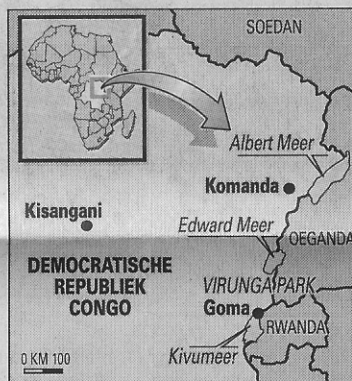 SOEDAN
Albert Meer
Komanda
Kisangani
Edward Meer
OEGANDA
DEMOCRATISCHE
REPUBLIEK
CONGO
VIRUNGA PARK
Goma
RWANDA
Kivumeer
0 KM 100